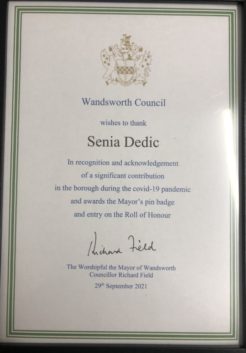 Wandsworth Council
wishes to thank
Senia Dedic
In recognition and acknowledgement
of a significant contribution
in the borough during the covid-19 pandemic
and awards the Mayor's pin badge
and entry on the Roll of Honour
Richard Field
The Worshipful the Mayor of Wandsworth
Councillor Richard Field
29th September 2021